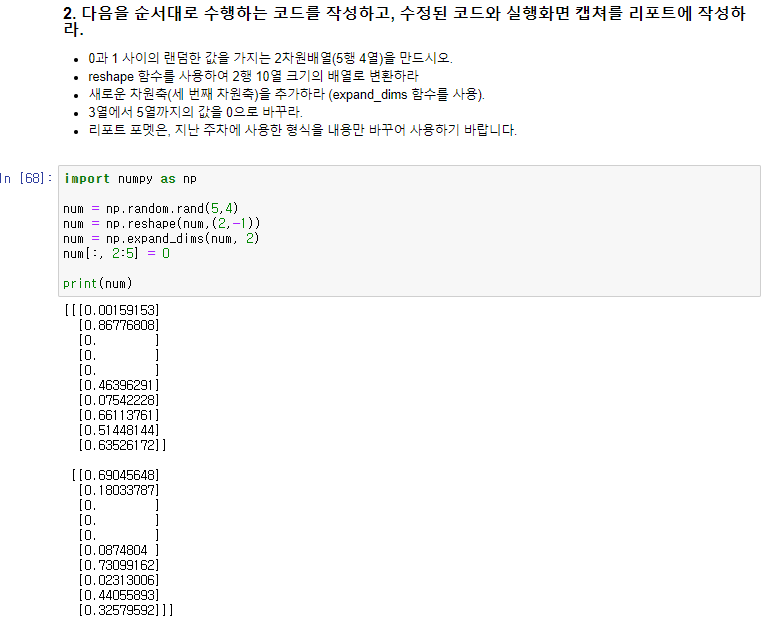 2. 다음을 순서대로 수행하는 코드를 작성하고, 수정된 코드와 실행화면 캡쳐를 리포트에 작성하
라.
• 0과 1 사이의 랜덤한 값을 가지는 2차원배열(5행 4열)을 만드시오.
• reshape 함수를 사용하여 2행 10열 크기의 배열로 변환하라
• 새로운 차원축(세 번째 차원축)을 추가하라 (expand_dims 함수를 사용).
• 3열에서 5열까지의 값을 0으로 바꾸라.
• 리포트 포멧은, 지난 주차에 사용한 형식을 내용만 바꾸어 사용하기 바랍니다.
In [68]: import numpy as np
num = np.random.rand(5,4)
num = np.reshape(num,(2,-1))
num = np.expand_dims(num, 2)
num[:, 2:5] = 0
print(num)
[[[0.00159153]
[0.86776808]
[0. ]
[0. ]
[0. ]
[0.46396291]
[0.07542228]
[0.66113761]
[0.51448144]
[0.63526172]]
[[0.69045648]
[0.18033787]
[0. ]
[0. ]
[0. ]
[0.0874804 ]
[0.73099162]
[0.02313006]
[0.44055893]
[0.32579592]]]